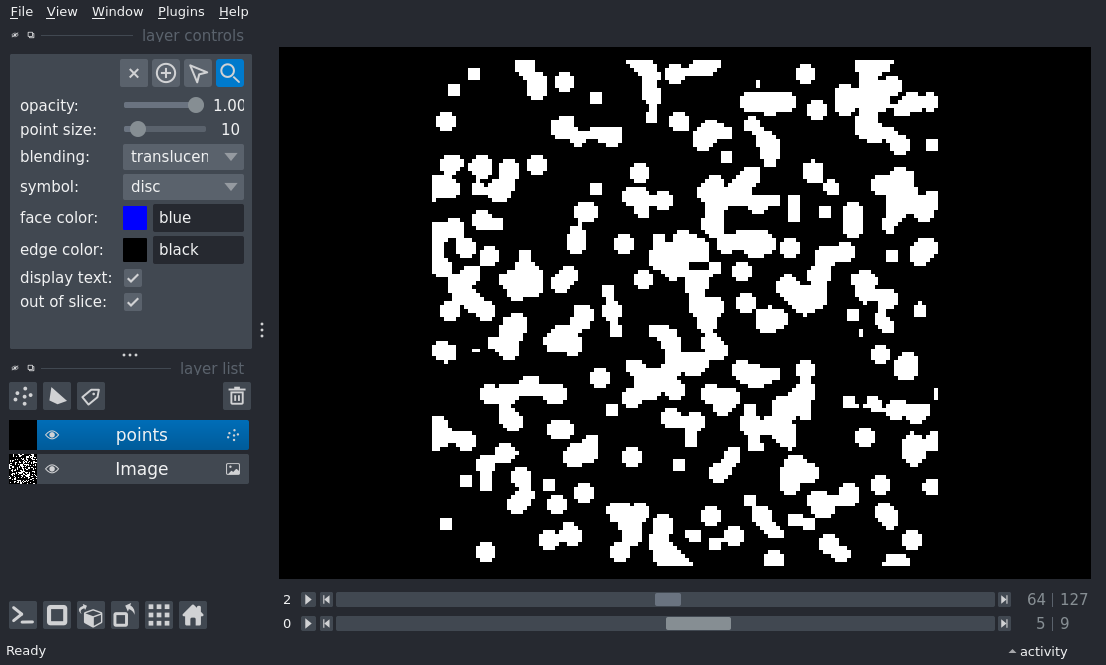 File View Window Plugins Help
layer controls
opacity: 1.00
point size: 10
blending: translucen
symbol: disc
face color: blue
edge color: black
display text:
out of slice:
layer list
points
Image
2 64 | 127
0 5 | 9
Ready activity